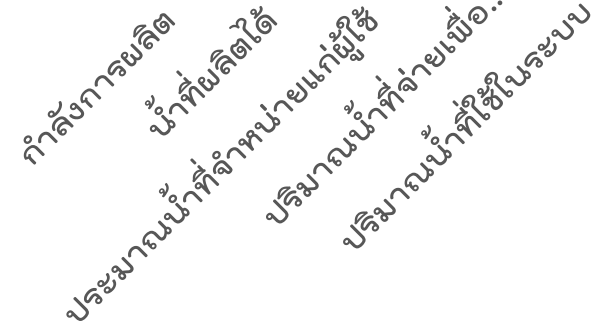 กำลังการผลิต
น้ำที่ผลิตได้
ประมาณน้ำที่จำหน่ายแก่ผู้ใช้
ปริมาณน้ำที่จ่ายเพื่อ...
ปริมาณน้ำที่ใช้ในระบบ